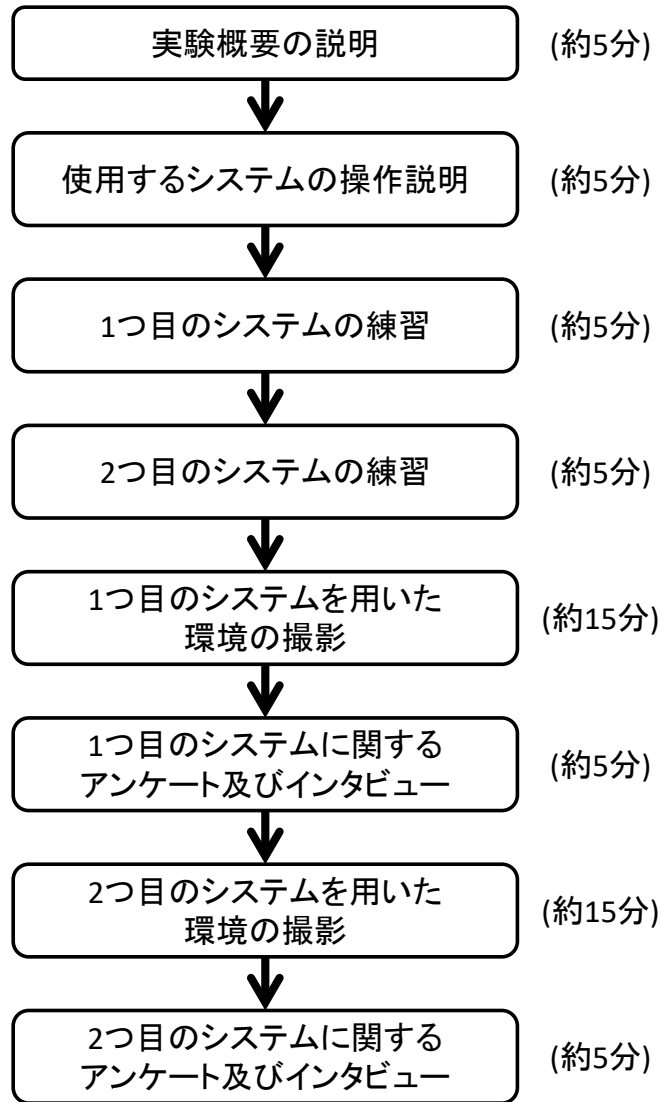 実験概要の説明 (約5分)
使用するシステムの操作説明 (約5分)
1つ目のシステムの練習 (約5分)
2つ目のシステムの練習 (約5分)
1つ目のシステムを用いた
環境の撮影
(約15分)
1つ目のシステムに関する
アンケート及びインタビュー
(約5分)
2つ目のシステムを用いた
環境の撮影
(約15分)
2つ目のシステムに関する
アンケート及びインタビュー
(約5分)